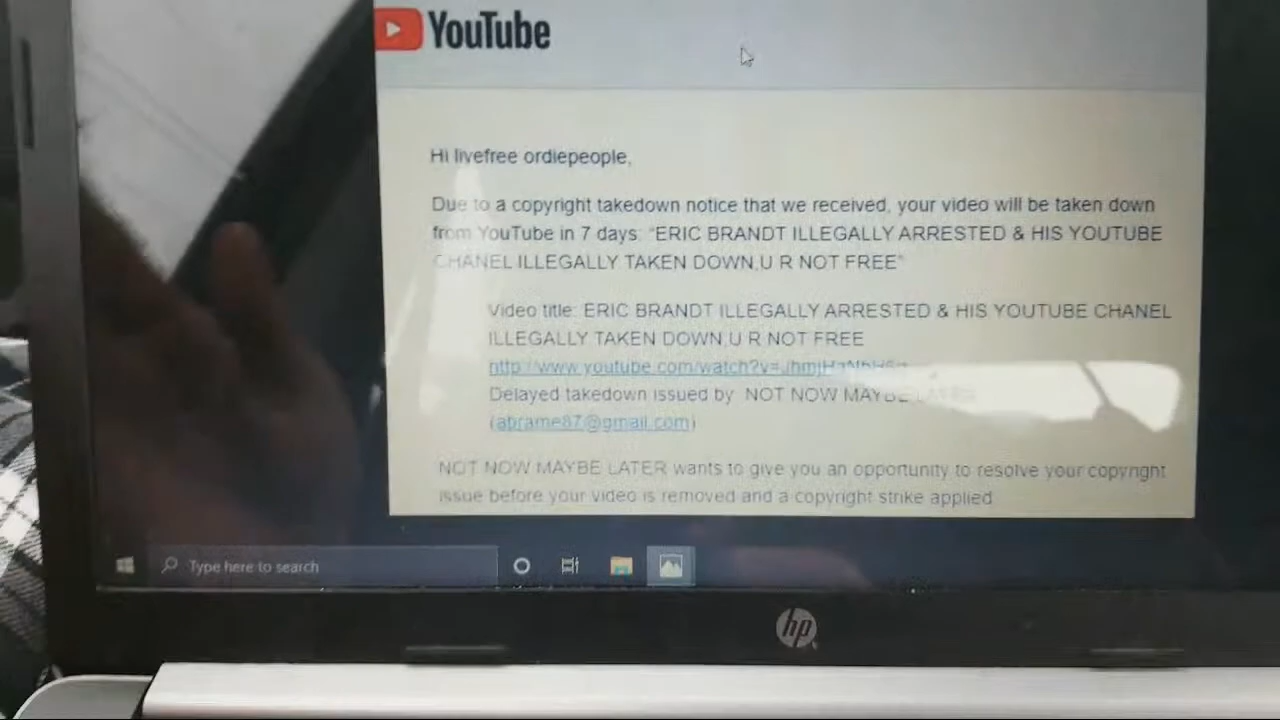 YouTube
Hi livefree ordiepeople,
Due to a copyright takedown notice that we received, your video will be taken down
from YouTube in 7 days: "ERIC BRANDT ILLEGALLY ARRESTED & HIS YOUTUBE
CHANEL ILLEGALLY TAKEN DOWN,U R NOT FREE"
Video title: ERIC BRANDT ILLEGALLY ARRESTED & HIS YOUTUBE CHANEL
ILLEGALLY TAKEN DOWN,U R NOT FREE
Delayed takedown issued by: NOT NOW MAYBE LATER
(abrame87@gmail.com)
NOT NOW MAYBE LATER wants to give you an opportunity to resolve your copyright
issue before your video is removed and a copyright strike applied
Type here to search
hp